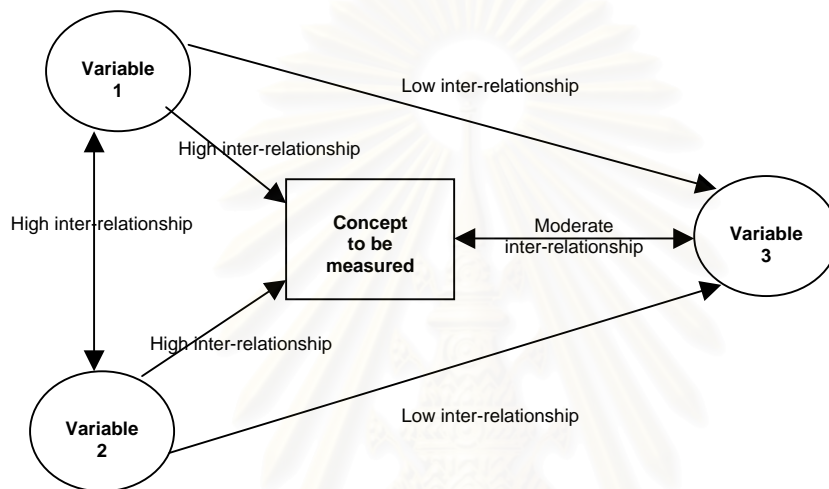 Variable
1
Low inter-relationship
High inter-relationship
High inter-relationship
Concept
to be
measured
Moderate
inter-relationship
Variable
3
High inter-relationship
Low inter-relationship
Variable
2